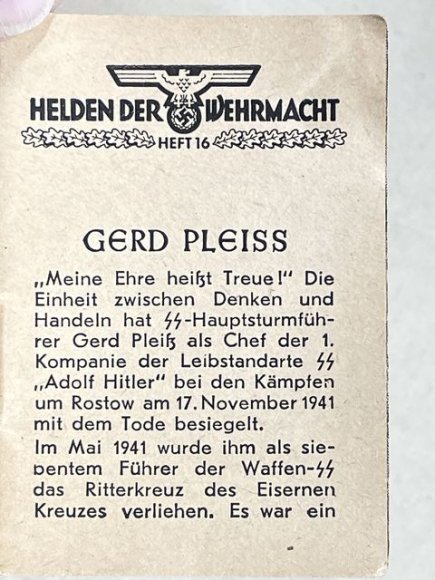 HELDEN DER WEHRMACHT
HEFT 16
GERD PLEISS
„Meine Ehre heißt Treue!" Die
Einheit zwischen Denken und
Handeln hat ᛋᛋ-Hauptsturmfüh-
rer Gerd Pleiß als Chef der 1.
Kompanie der Leibstandarte ᛋᛋ
„Adolf Hitler" bei den Kämpfen
um Rostow am 17. November 1941
mit dem Tode besiegelt.
Im Mai 1941 wurde ihm als sie-
bentem Führer der Waffen-ᛋᛋ
das Ritterkreuz des Eisernen
Kreuzes verliehen. Es war ein